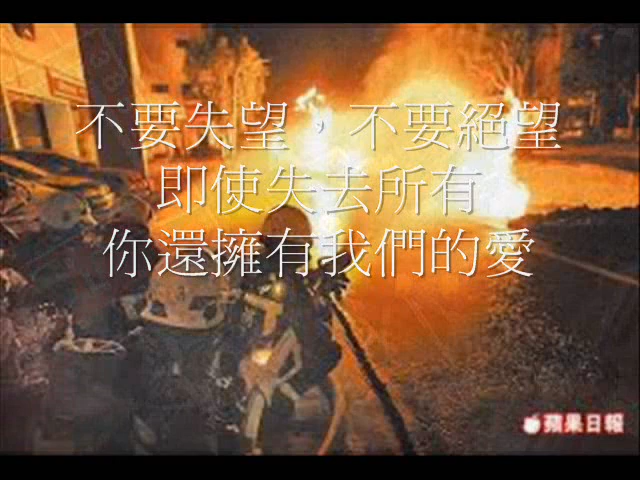 不要失望，不要絕望
即使失去所有
你還擁有我們的愛
蘋果日報